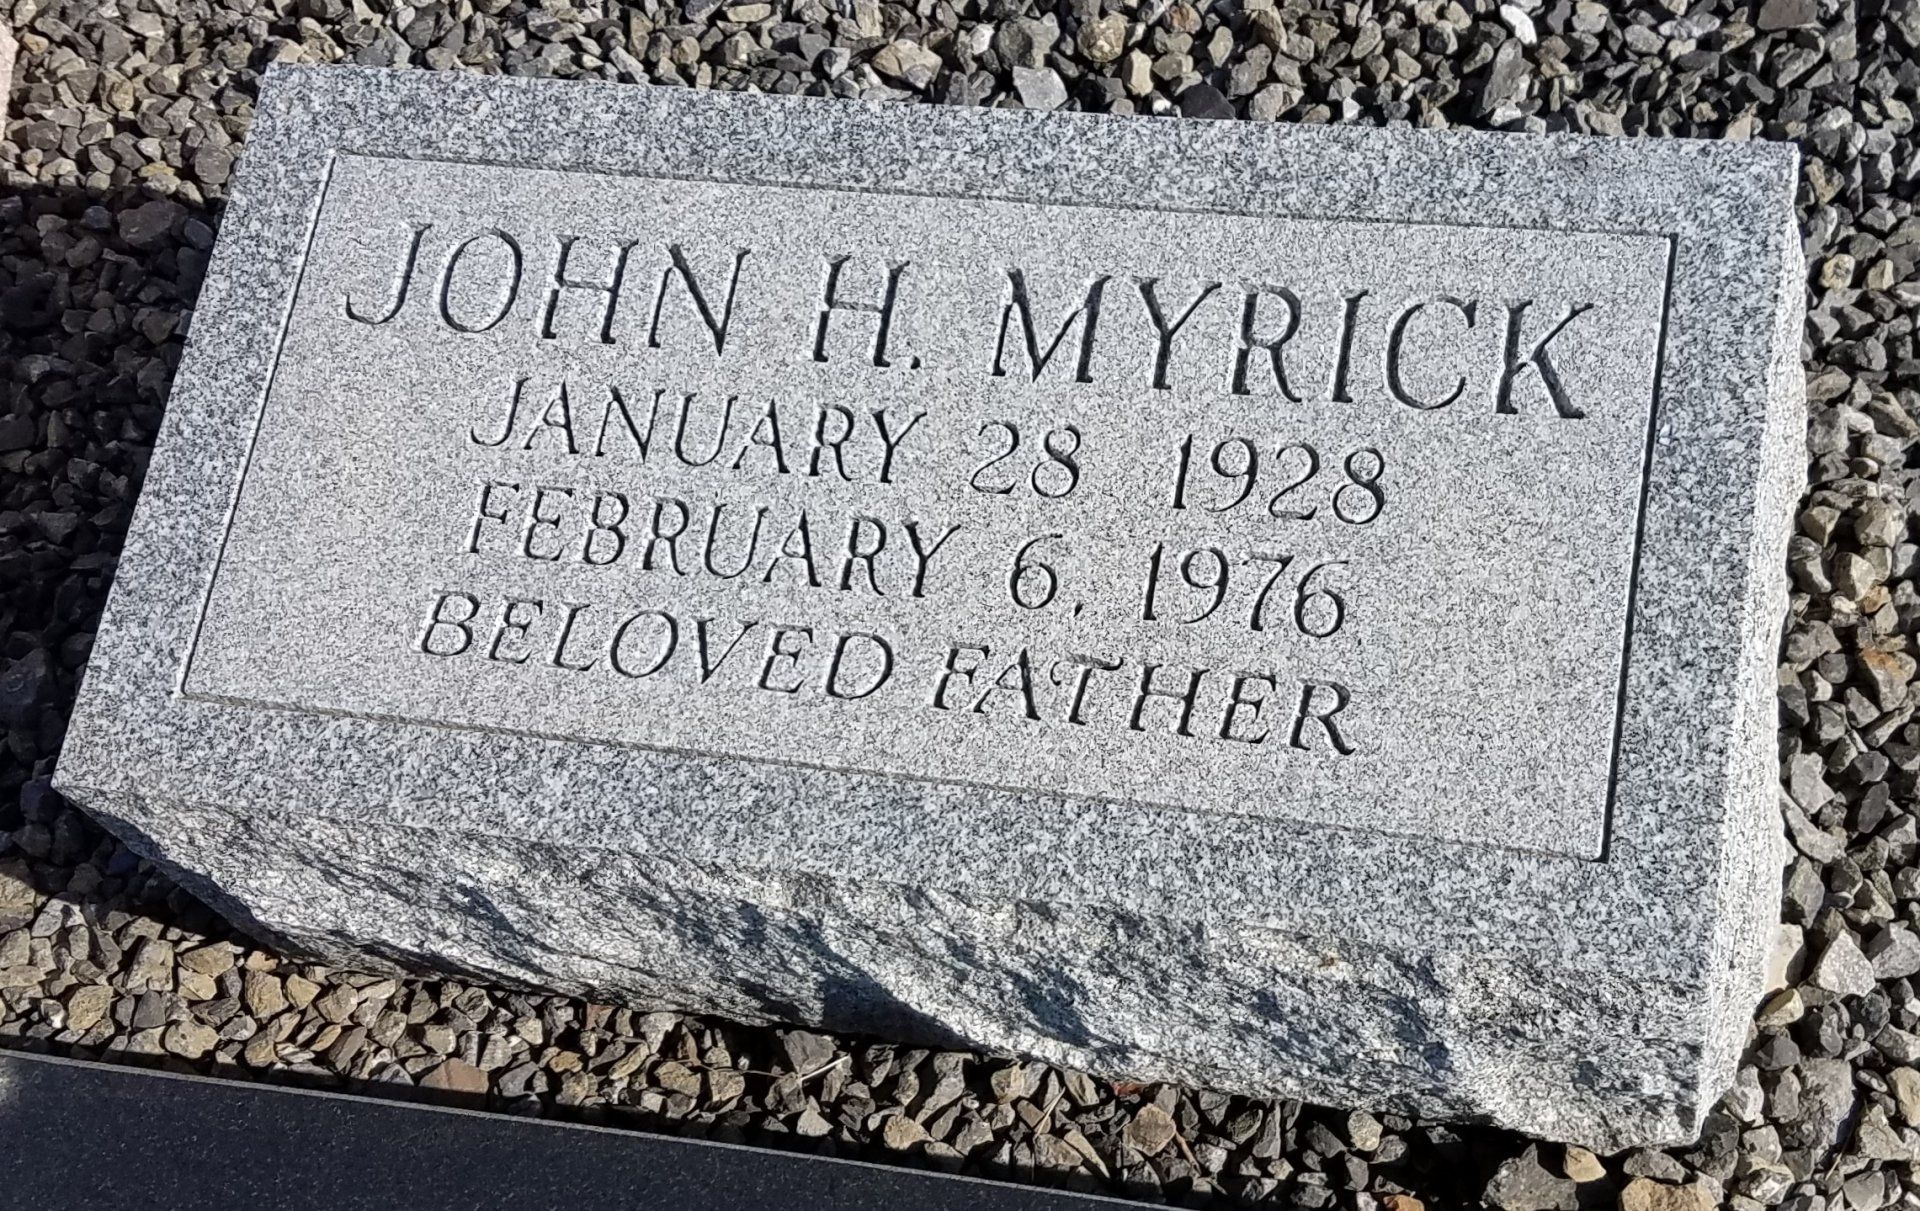 JOHN H. MYRICK
JANUARY 28 1928
FEBRUARY 6, 1976
BELOVED FATHER